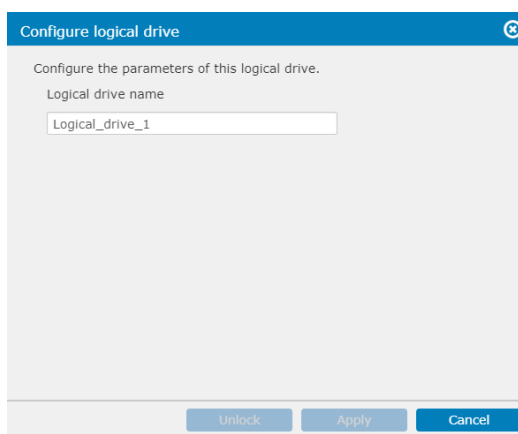 Configure logical drive
Configure the parameters of this logical drive.
Logical drive name
Logical_drive_1
Unlock Apply Cancel